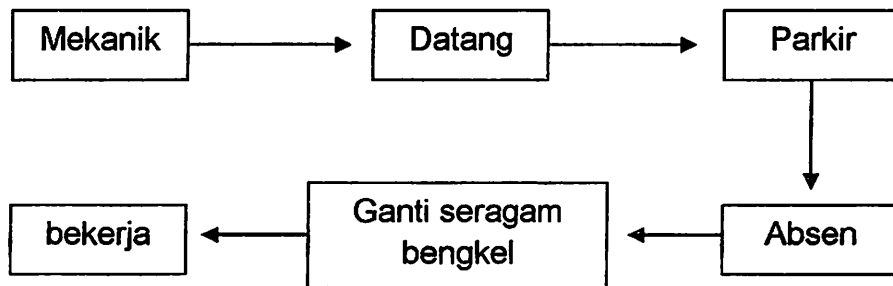 Mekanik
Datang
Parkir
Absen
Ganti seragam
bengkel
bekerja